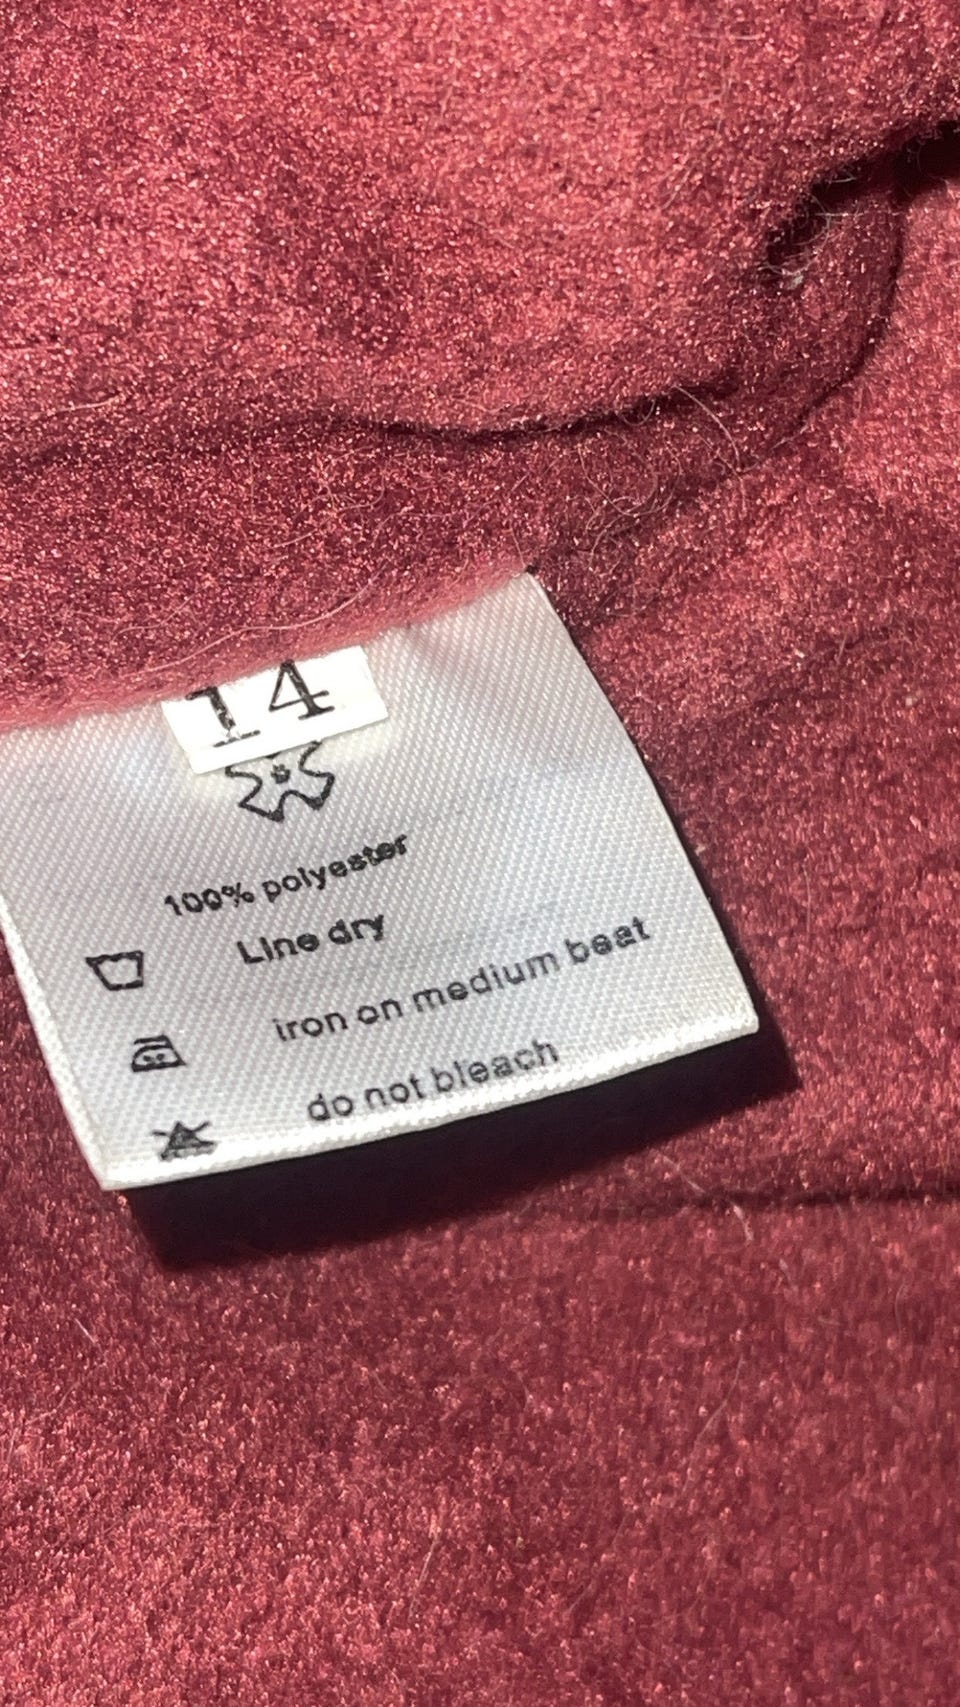 14
100% polyester
Line dry
iron on medium beat
do not bleach